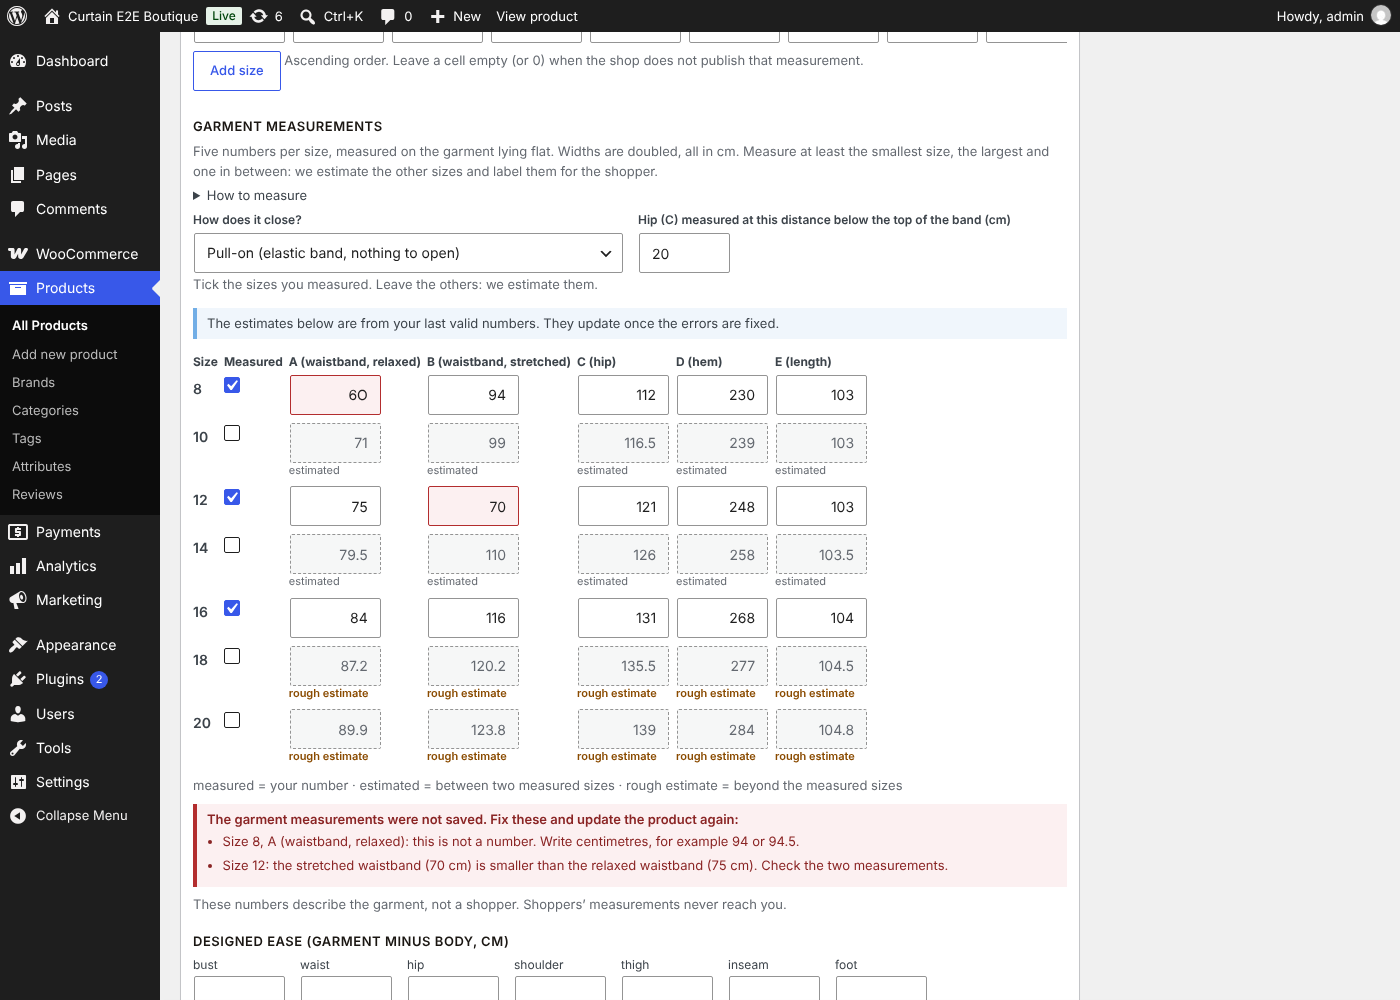 Curtain E2E Boutique Live 6 Ctrl+K 0 New View product Howdy, admin
Dashboard
Posts
Media
Pages
Comments
WooCommerce
Products
All Products
Add new product
Brands
Categories
Tags
Attributes
Reviews
Payments
Analytics
Marketing
Appearance
Plugins 2
Users
Tools
Settings
Collapse Menu
Add size Ascending order. Leave a cell empty (or 0) when the shop does not publish that measurement.
GARMENT MEASUREMENTS
Five numbers per size, measured on the garment lying flat. Widths are doubled, all in cm. Measure at least the smallest size, the largest and
one in between: we estimate the other sizes and label them for the shopper.
How to measure
How does it close? Hip (C) measured at this distance below the top of the band (cm)
Pull-on (elastic band, nothing to open) 20
Tick the sizes you measured. Leave the others: we estimate them.
The estimates below are from your last valid numbers. They update once the errors are fixed.
Size Measured A (waistband, relaxed) B (waistband, stretched) C (hip) D (hem) E (length)
8 6O 94 112 230 103
10 71 99 116.5 239 103
estimated estimated estimated estimated estimated
12 75 70 121 248 103
14 79.5 110 126 258 103.5
estimated estimated estimated estimated estimated
16 84 116 131 268 104
18 87.2 120.2 135.5 277 104.5
rough estimate rough estimate rough estimate rough estimate rough estimate
20 89.9 123.8 139 284 104.8
rough estimate rough estimate rough estimate rough estimate rough estimate
measured = your number · estimated = between two measured sizes · rough estimate = beyond the measured sizes
The garment measurements were not saved. Fix these and update the product again:
• Size 8, A (waistband, relaxed): this is not a number. Write centimetres, for example 94 or 94.5.
• Size 12: the stretched waistband (70 cm) is smaller than the relaxed waistband (75 cm). Check the two measurements.
These numbers describe the garment, not a shopper. Shoppers’ measurements never reach you.
DESIGNED EASE (GARMENT MINUS BODY, CM)
bust waist hip shoulder thigh inseam foot